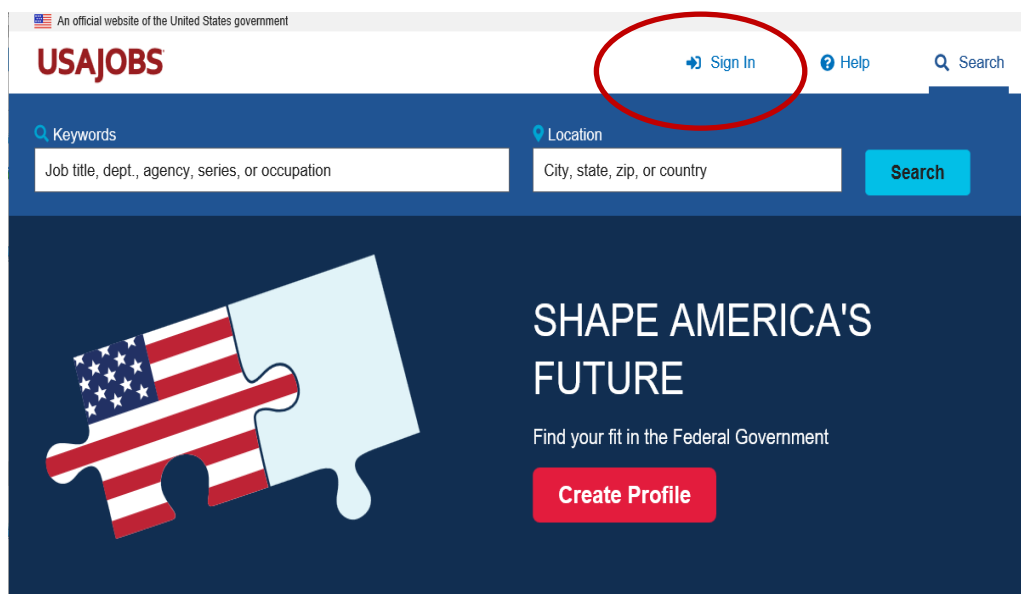 An official website of the United States government
USAJOBS
Sign In
Help
Search
Keywords
Location
Job title, dept., agency, series, or occupation
City, state, zip, or country
Search
SHAPE AMERICA'S
FUTURE
Find your fit in the Federal Government
Create Profile